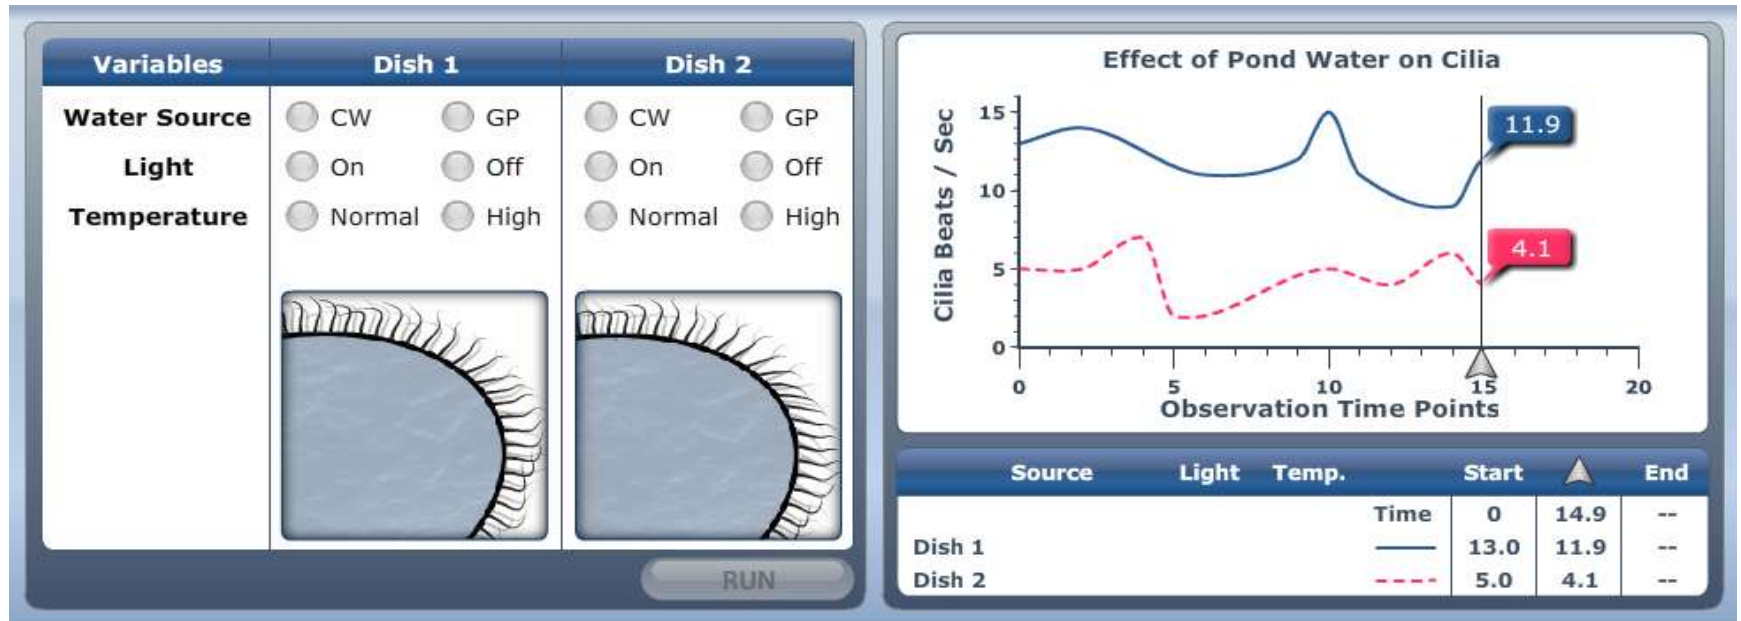 Variables Dish 1 Dish 2
Water Source CW GP CW GP
Light On Off On Off
Temperature Normal High Normal High
RUN
Effect of Pond Water on Cilia
Cilia Beats / Sec
15
10
5
0
11.9
4.1
0 5 10 15 20
Observation Time Points
Source Light Temp. Start End
Time 0 14.9 --
Dish 1 13.0 11.9 --
Dish 2 5.0 4.1 --